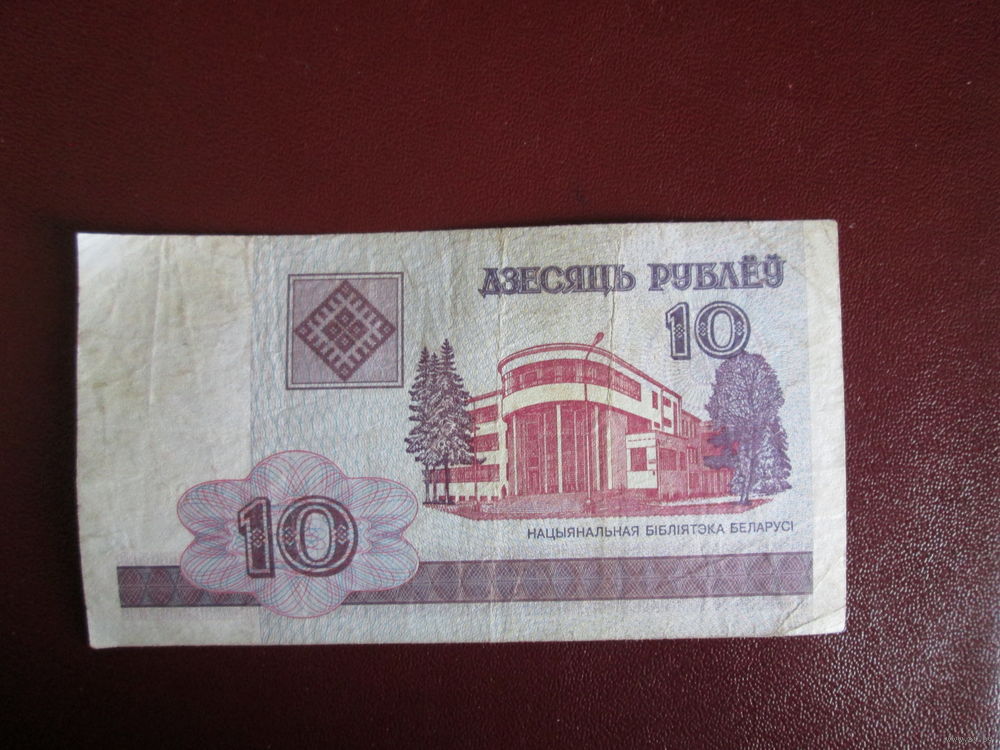 ДЗЕСЯЦЬ РУБЛЁЎ
10
НАЦЫЯНАЛЬНАЯ БІБЛІЯТЭКА БЕЛАРУСІ
10